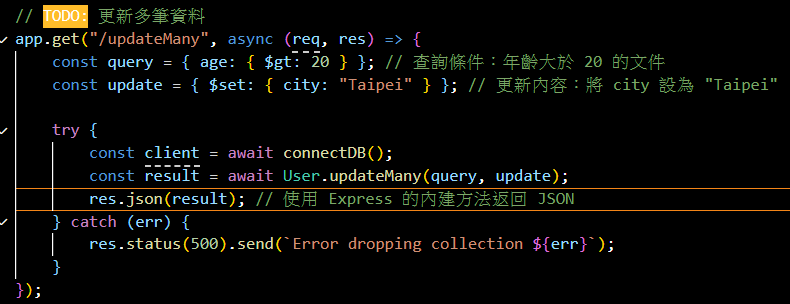 // TODO: 更新多筆資料
app.get("/updateMany", async (req, res) => {
const query = { age: { $gt: 20 } }; // 查詢條件：年齡大於 20 的文件
const update = { $set: { city: "Taipei" } }; // 更新內容：將 city 設為 "Taipei"
try {
const client = await connectDB();
const result = await User.updateMany(query, update);
res.json(result); // 使用 Express 的內建方法返回 JSON
} catch (err) {
res.status(500).send(`Error dropping collection ${err}`);
}
});